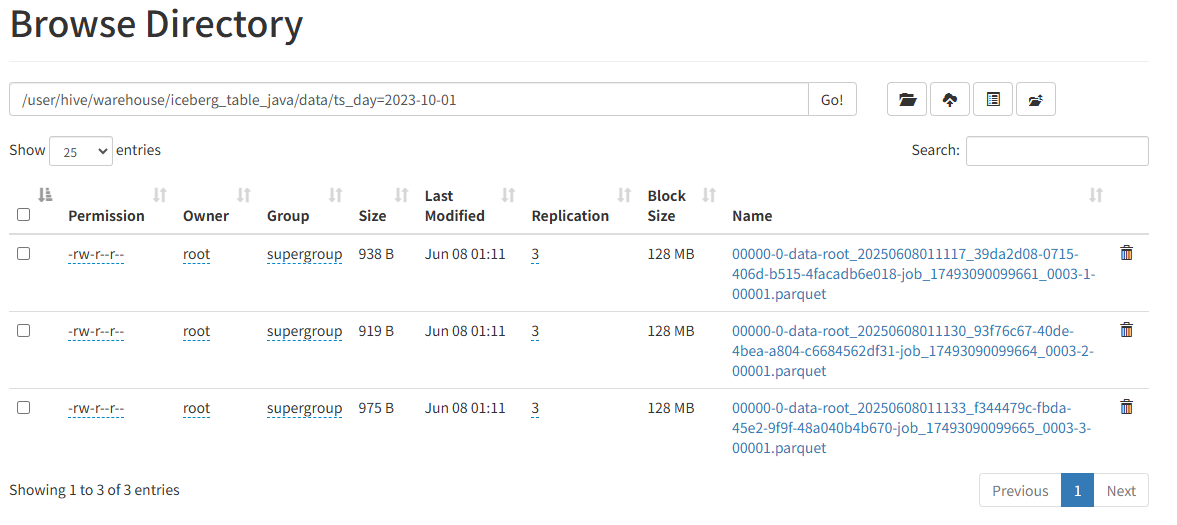 Browse Directory
/user/hive/warehouse/iceberg_table_java/data/ts_day=2023-10-01 Go!
Show 25 entries Search:
Permission Owner Group Size Last Modified Replication Block Size Name
-rw-r--r-- root supergroup 938 B Jun 08 01:11 3 128 MB 00000-0-data-root_20250608011117_39da2d08-0715-
406d-b515-4facadb6e018-job_17493090099661_0003-1-
00001.parquet
-rw-r--r-- root supergroup 919 B Jun 08 01:11 3 128 MB 00000-0-data-root_20250608011130_93f76c67-40de-
4bea-a804-c6684562df31-job_17493090099664_0003-2-
00001.parquet
-rw-r--r-- root supergroup 975 B Jun 08 01:11 3 128 MB 00000-0-data-root_20250608011133_f344479c-fbda-
45e2-9f9f-48a040b4b670-job_17493090099665_0003-3-
00001.parquet
Showing 1 to 3 of 3 entries Previous 1 Next